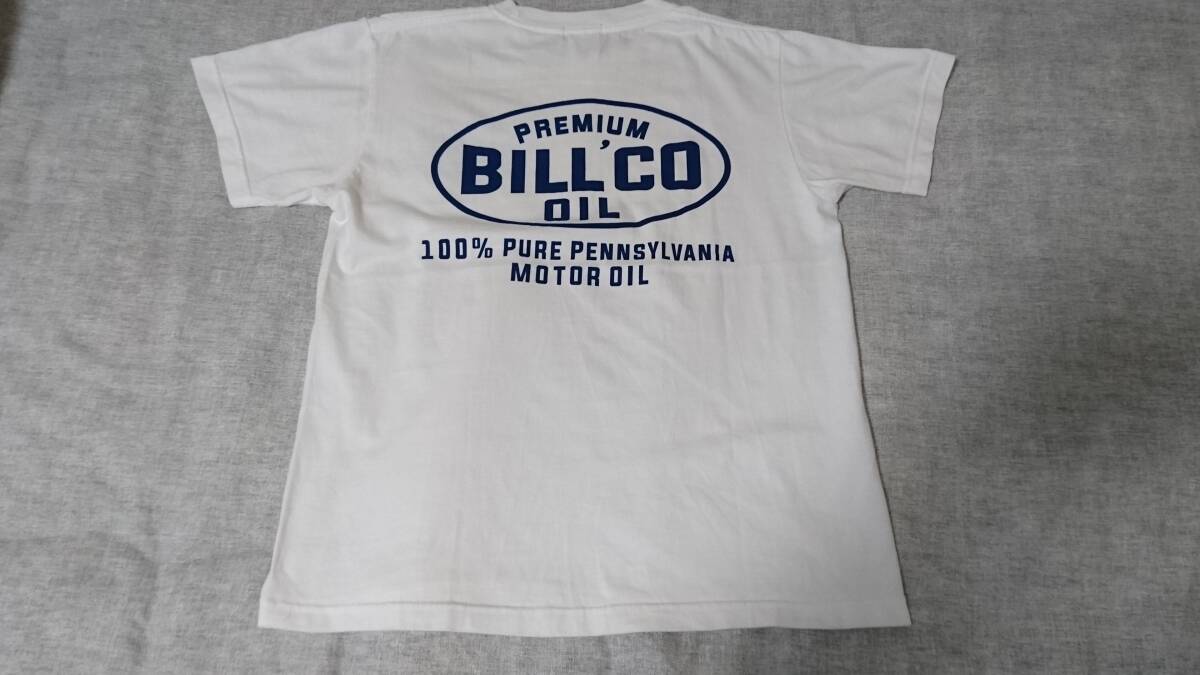 PREMIUM
BILL'CO
OIL
100% PURE PENNSYLVANIA
MOTOR OIL